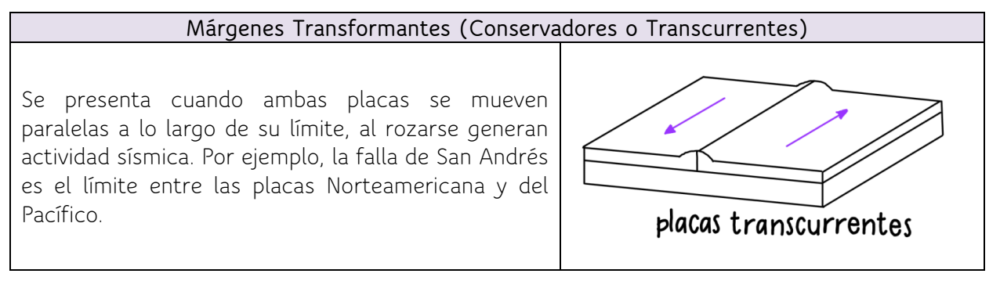 Márgenes Transformantes (Conservadores o Transcurrentes)
Se presenta cuando ambas placas se mueven
paralelas a lo largo de su límite, al rozarse generan
actividad sísmica. Por ejemplo, la falla de San Andrés
es el límite entre las placas Norteamericana y del
Pacífico.
placas transcurrentes